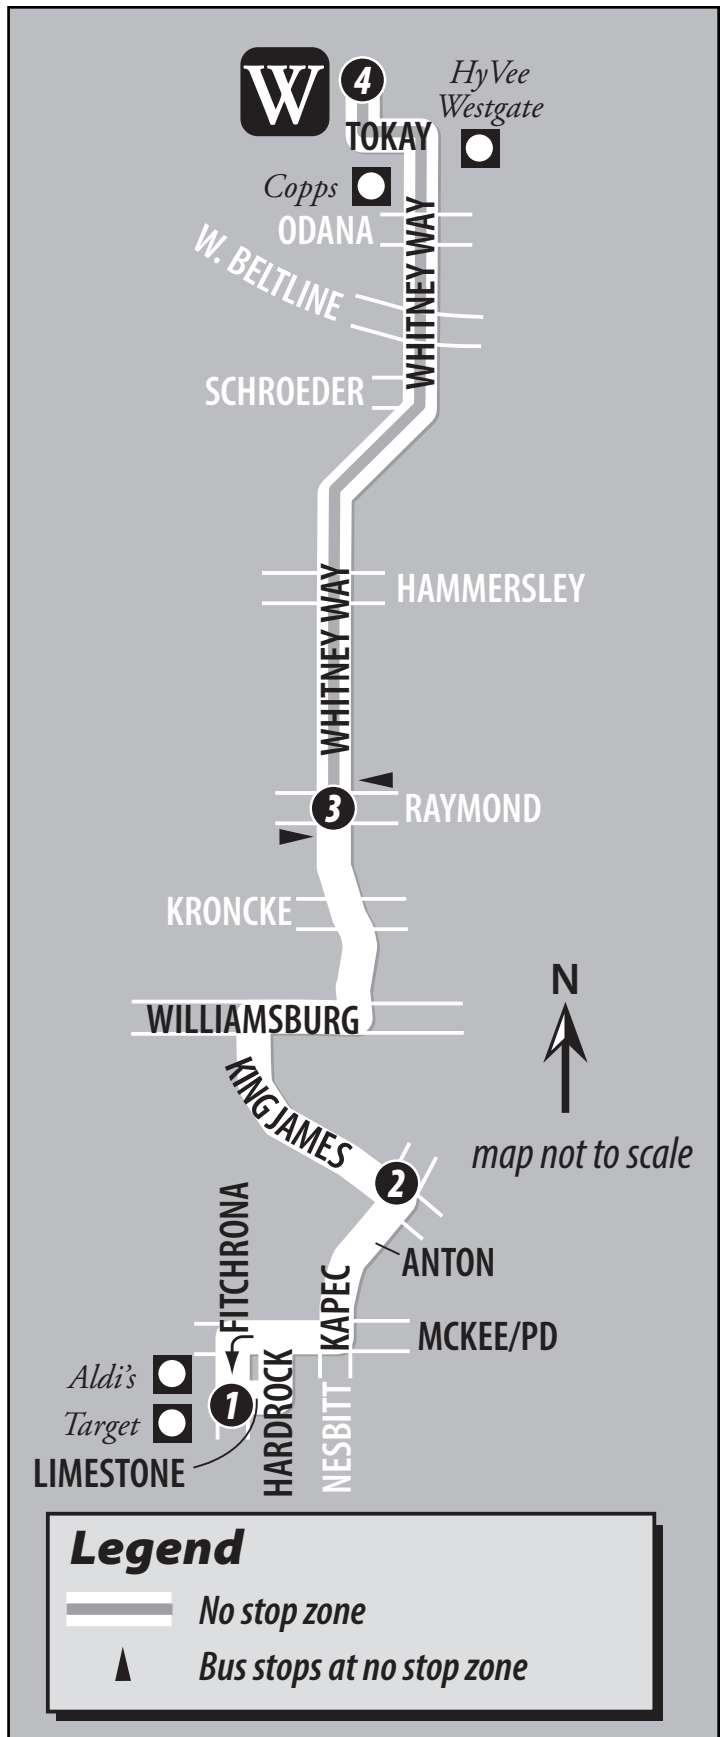 W
4
HyVee
Westgate
TOKAY
Copps
ODANA
WHITNEY WAY
W. BELTLINE
SCHROEDER
HAMMERSLEY
WHITNEY WAY
3
RAYMOND
KRONCKE
N
WILLIAMSBURG
KING JAMES
map not to scale
2
FITCHRONA
ANTON
KAPEC
MCKEE/PD
Aldi's
1
HARDROCK
NESBITT
Target
LIMESTONE
Legend
No stop zone
Bus stops at no stop zone